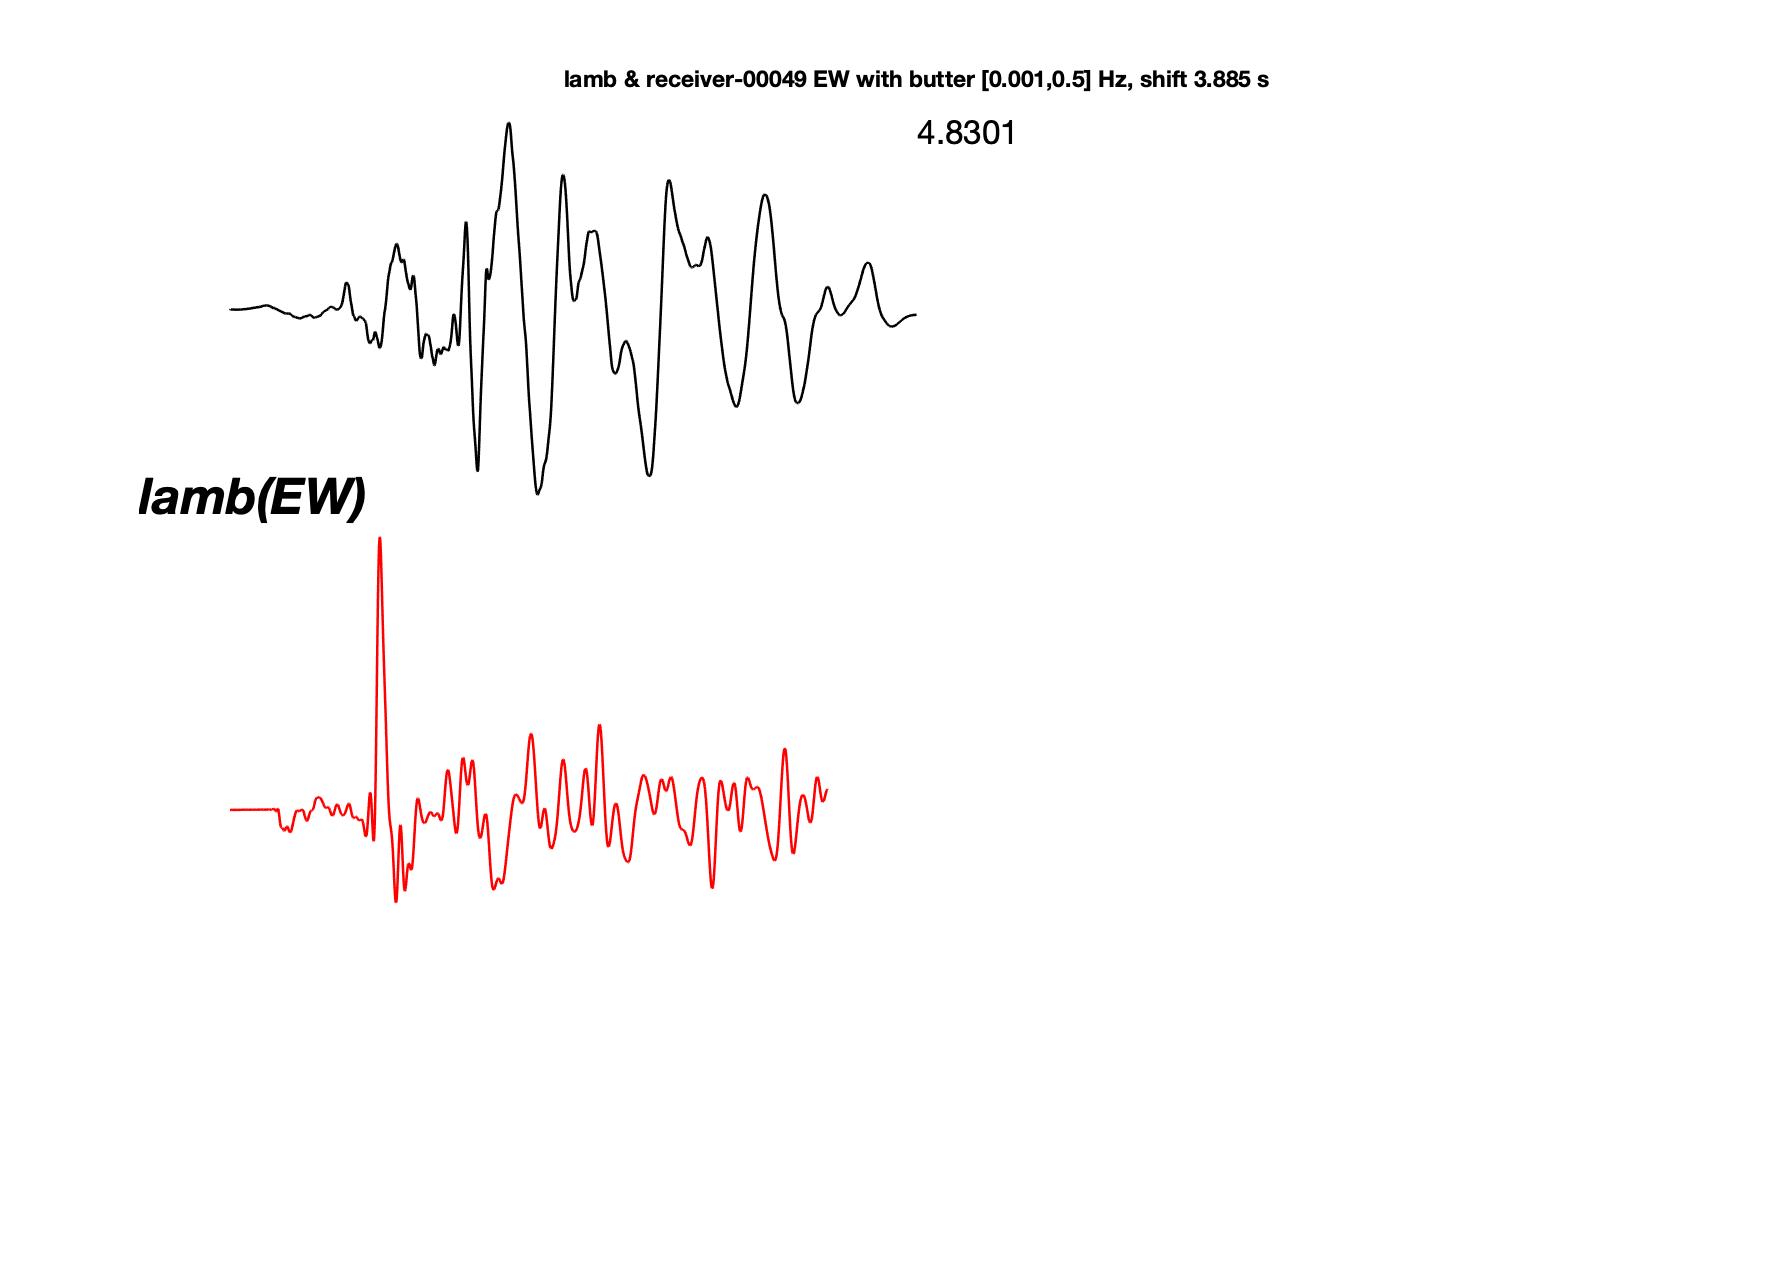 lamb & receiver-00049 EW with butter [0.001,0.5] Hz, shift 3.885 s
4.8301
lamb(EW)